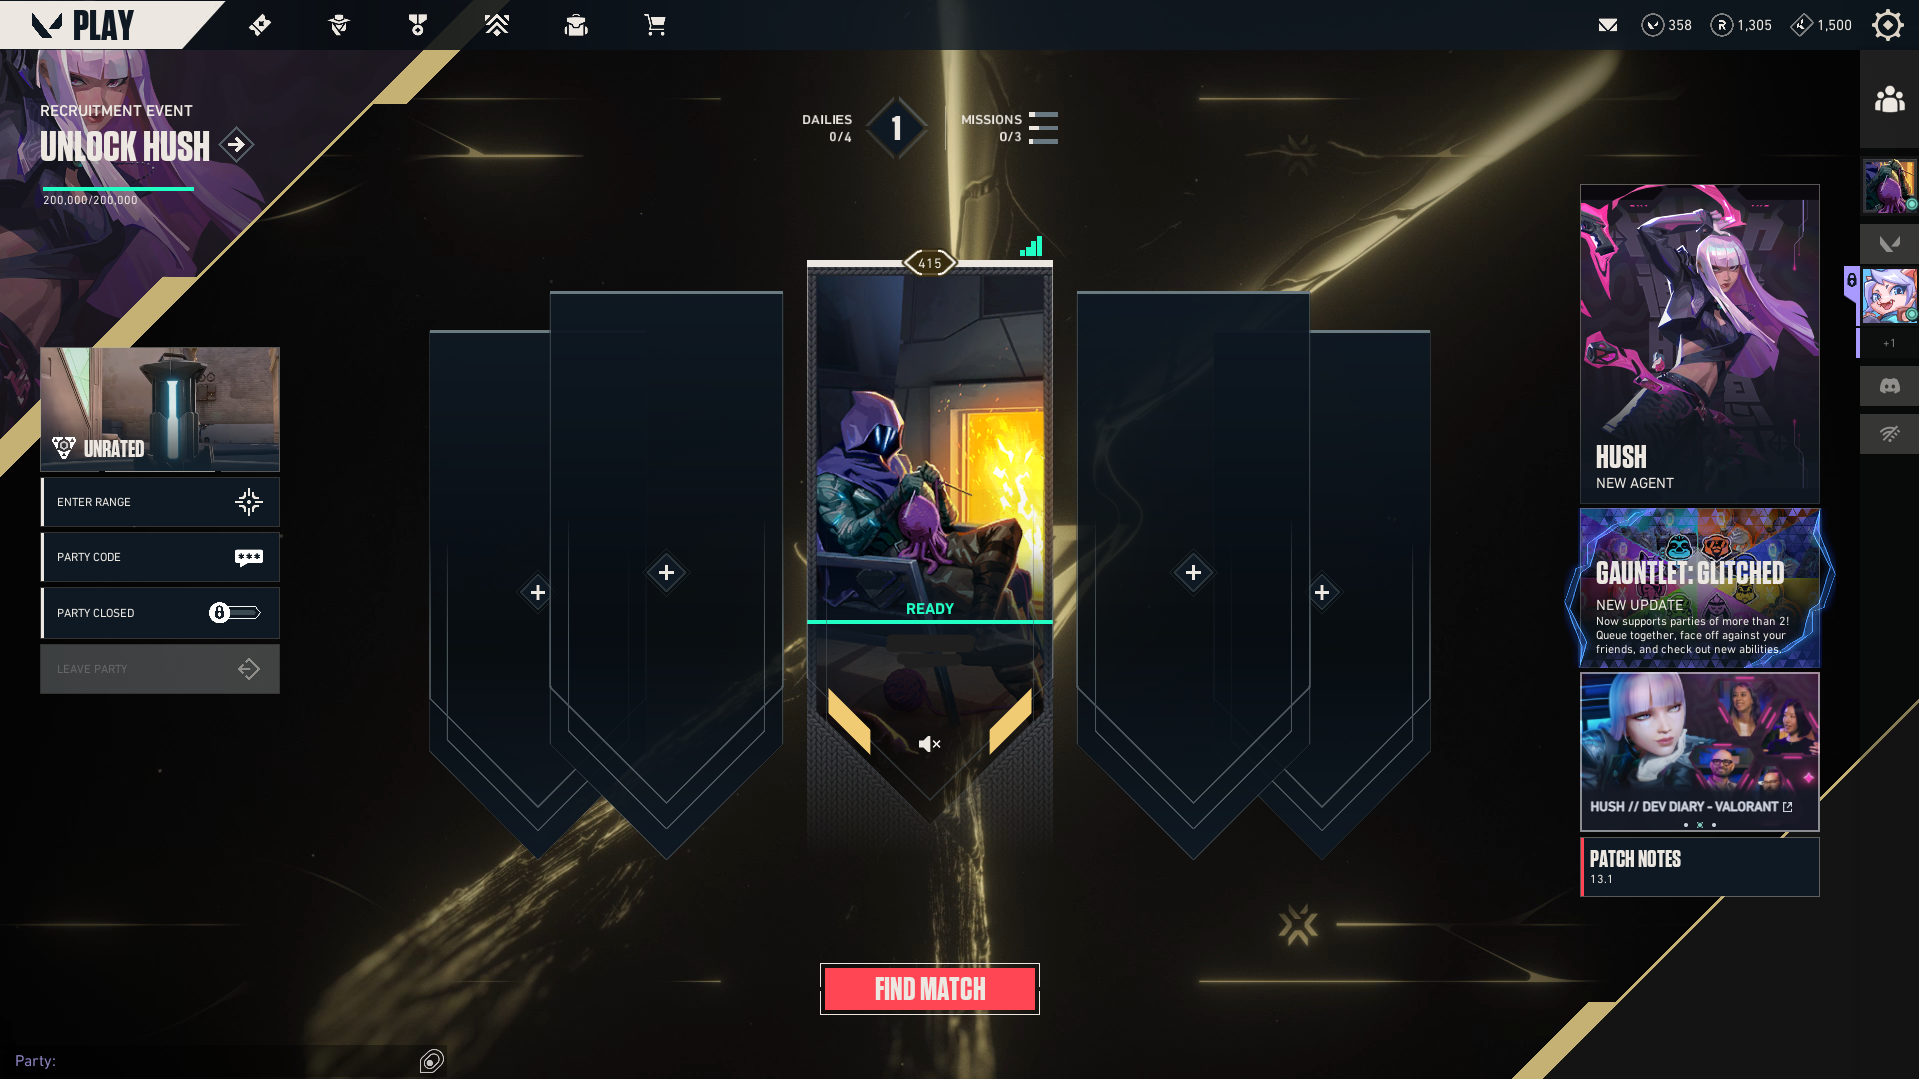 PLAY
358
1,305
1,500
RECRUITMENT EVENT
UNLOCK HUSH
200,000/200,000
DAILIES
0/4
1
MISSIONS
0/3
415
UNRATED
ENTER RANGE
PARTY CODE
PARTY CLOSED
LEAVE PARTY
READY
FIND MATCH
Party:
HUSH
NEW AGENT
GAUNTLET: GLITCHED
NEW UPDATE
Now supports parties of more than 2!
Queue together, face off against your
friends, and check out new abilities.
HUSH // DEV DIARY - VALORANT
PATCH NOTES
13.1
+1